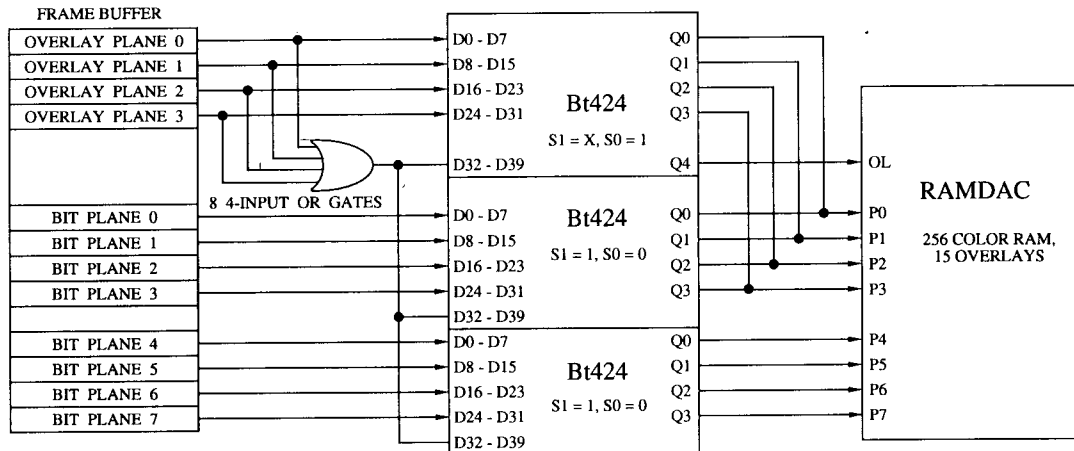 FRAME BUFFER
OVERLAY PLANE 0
OVERLAY PLANE 1
OVERLAY PLANE 2
OVERLAY PLANE 3
BIT PLANE 0
BIT PLANE 1
BIT PLANE 2
BIT PLANE 3
BIT PLANE 4
BIT PLANE 5
BIT PLANE 6
BIT PLANE 7
8 4-INPUT OR GATES
D0 - D7
D8 - D15
D16 - D23
D24 - D31
D32 - D39
Bt424
S1 = X, S0 = 1
Q0
Q1
Q2
Q3
Q4
D0 - D7
D8 - D15
D16 - D23
D24 - D31
D32 - D39
Bt424
S1 = 1, S0 = 0
Q0
Q1
Q2
Q3
D0 - D7
D8 - D15
D16 - D23
D24 - D31
D32 - D39
Bt424
S1 = 1, S0 = 0
Q0
Q1
Q2
Q3
OL
P0
P1
P2
P3
P4
P5
P6
P7
RAMDAC
256 COLOR RAM,
15 OVERLAYS